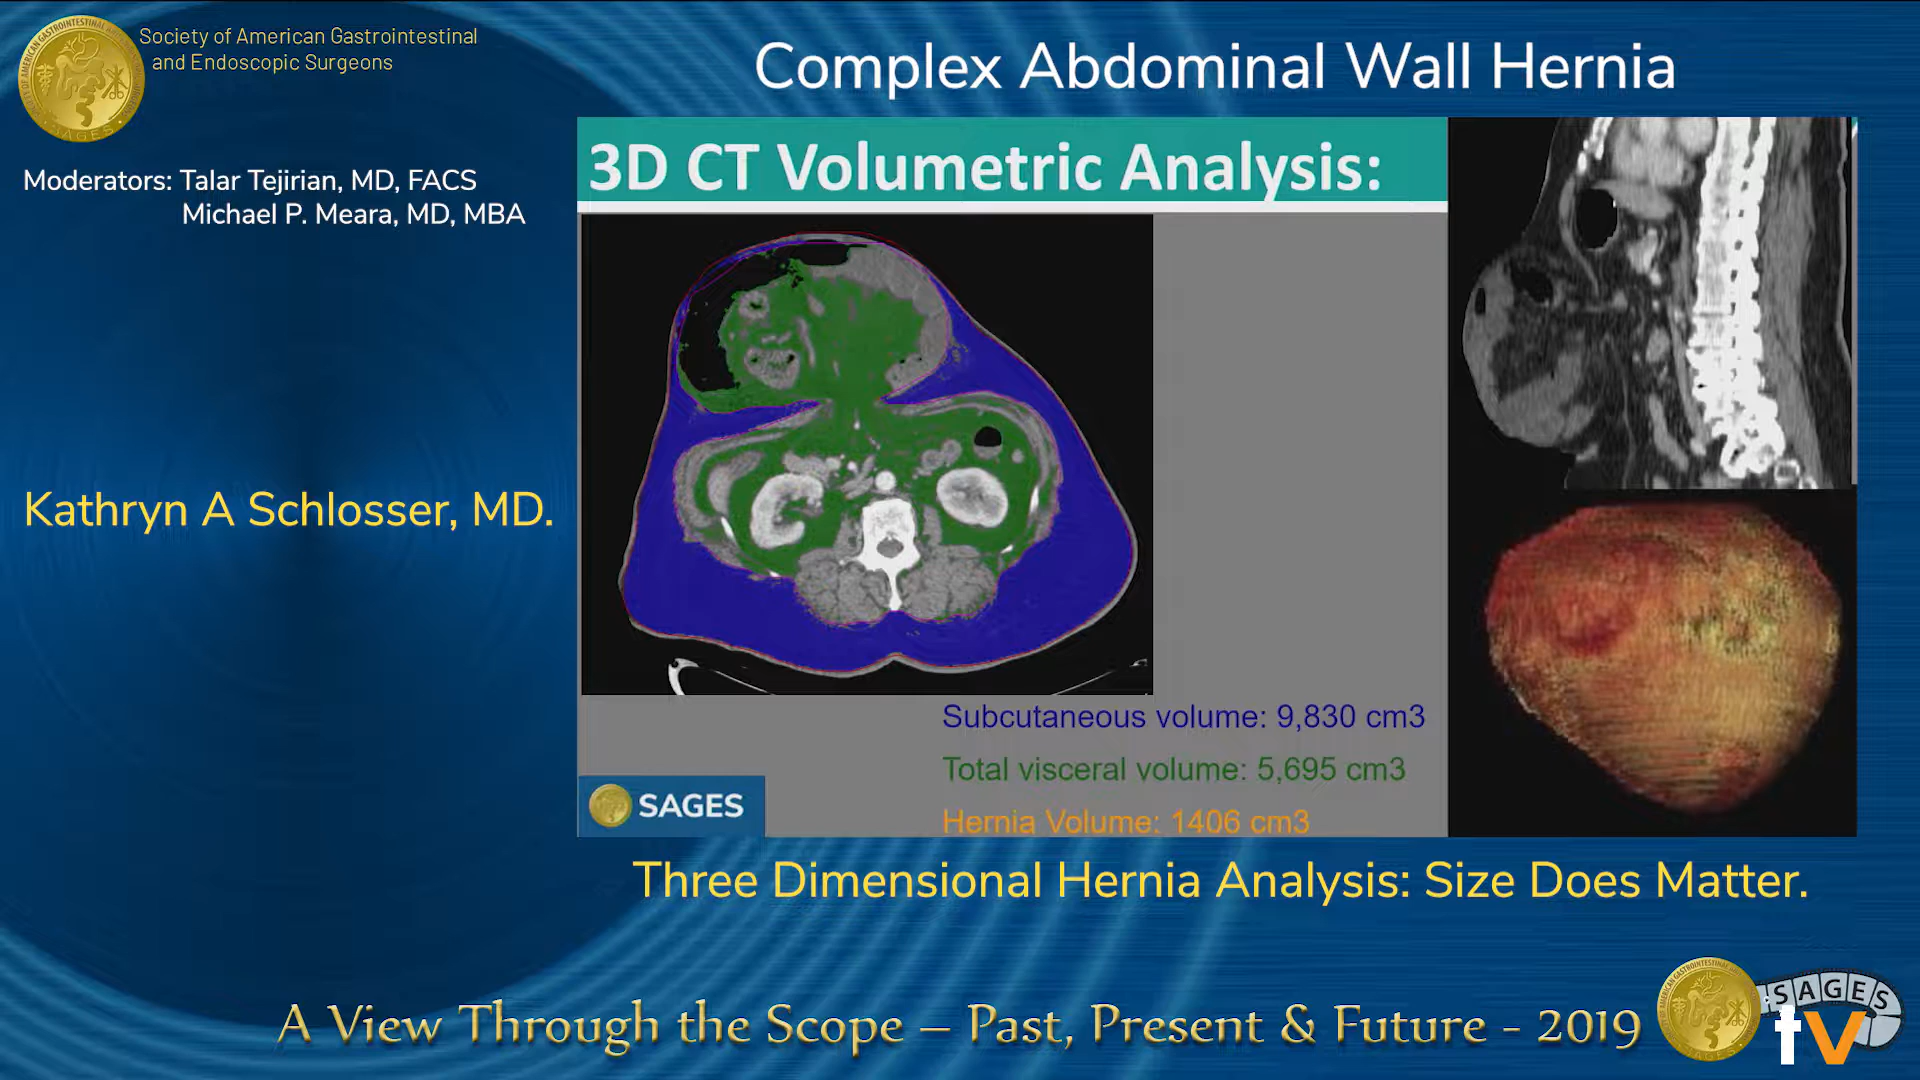 Society of American Gastrointestinal
and Endoscopic Surgeons
Complex Abdominal Wall Hernia
Moderators: Talar Tejirian, MD, FACS
Michael P. Meara, MD, MBA
3D CT Volumetric Analysis:
Kathryn A Schlosser, MD.
Subcutaneous volume: 9,830 cm3
Total visceral volume: 5,695 cm3
Hernia Volume: 1406 cm3
SAGES
Three Dimensional Hernia Analysis: Size Does Matter.
A View Through the Scope – Past, Present & Future - 2019
SAGES
tv